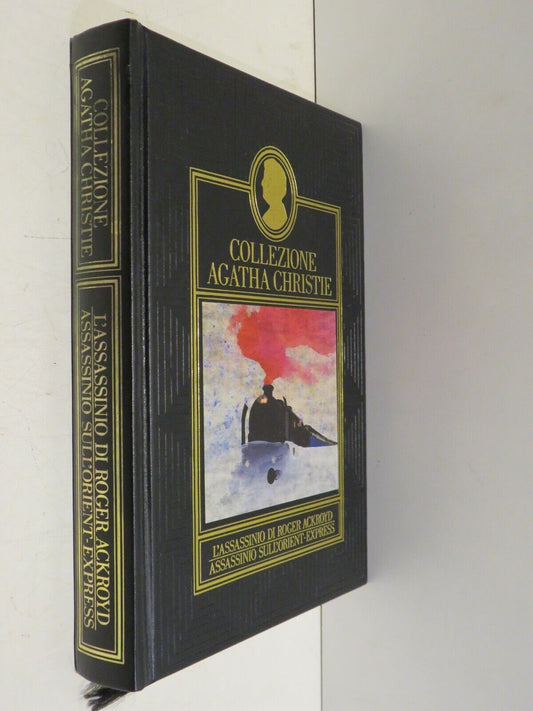 COLLEZIONE
AGATHA CHRISTIE
L'ASSASSINIO DI ROGER ACKROYD
ASSASSINIO SULL'ORIENT-EXPRESS
COLLEZIONE
AGATHA CHRISTIE
L'ASSASSINIO DI ROGER ACKROYD
ASSASSINIO SULL'ORIENT-EXPRESS